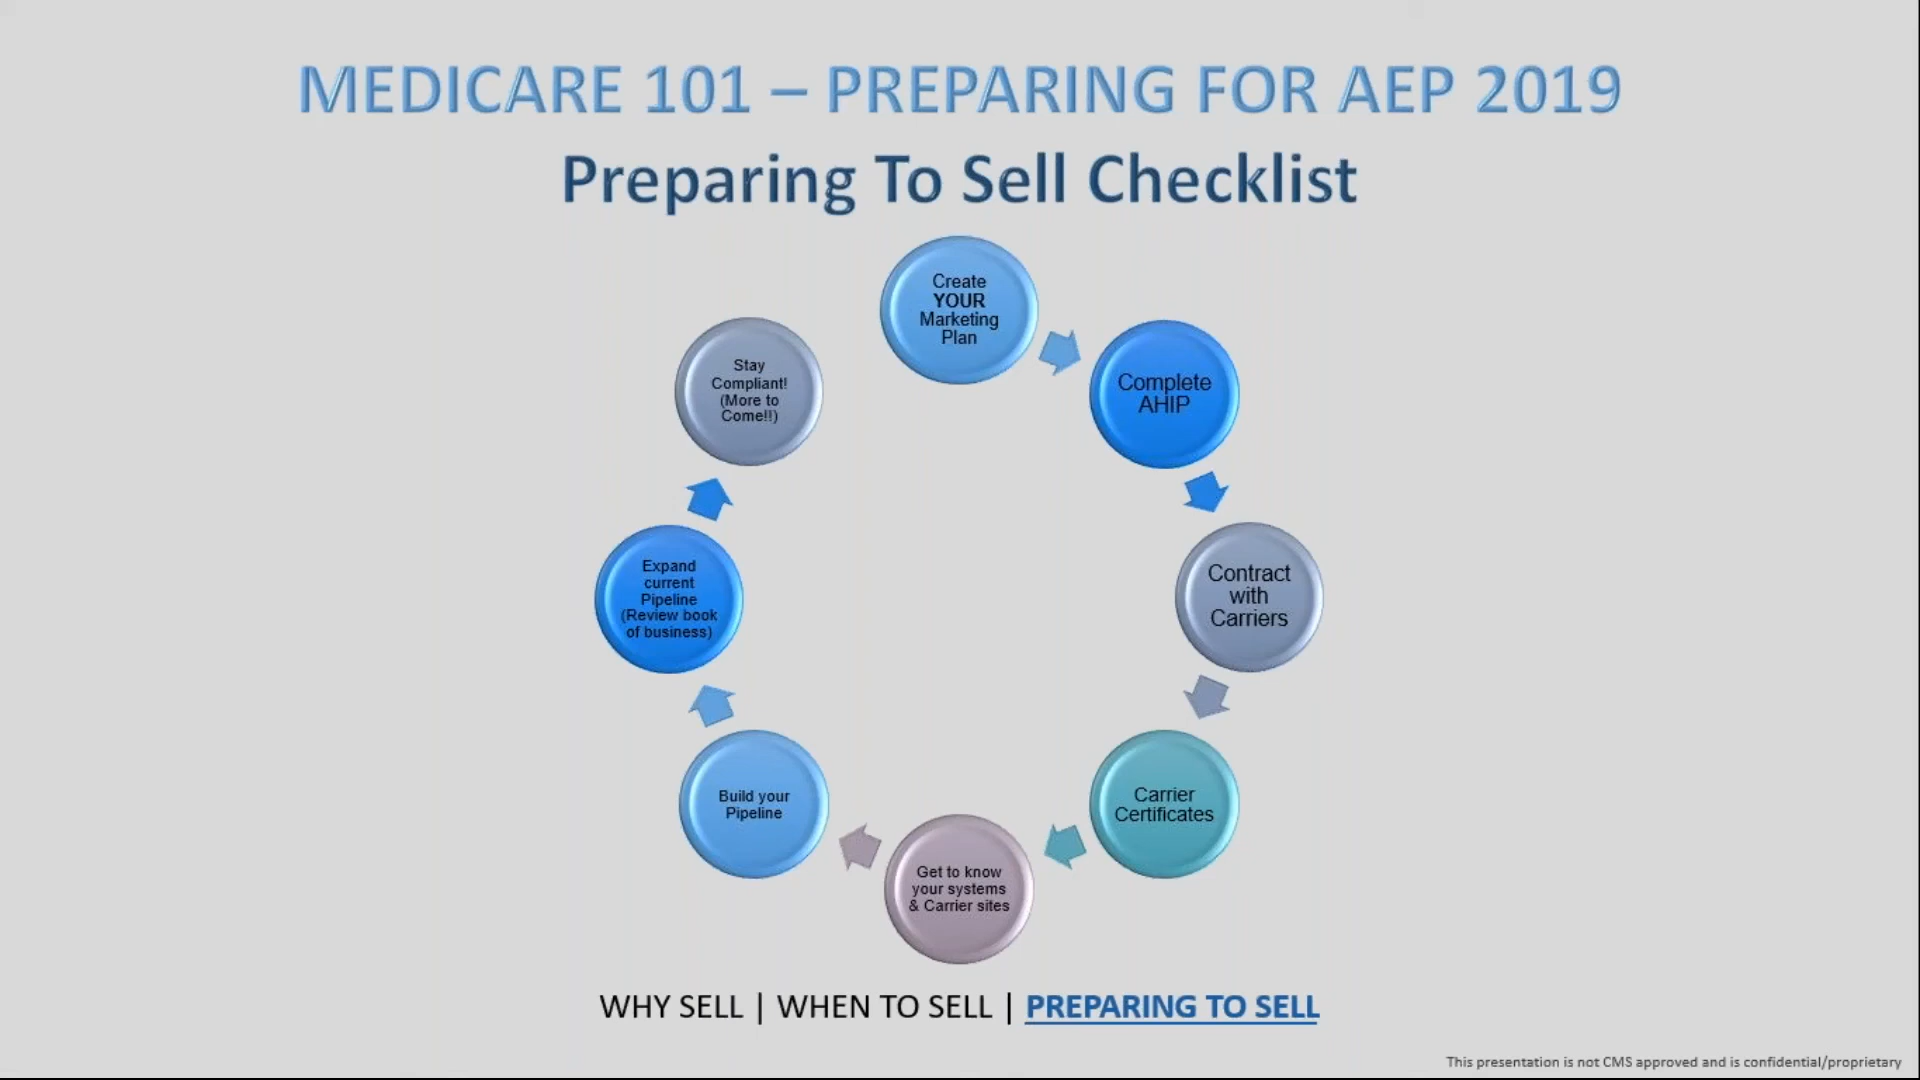 MEDICARE 101 – PREPARING FOR AEP 2019
Preparing To Sell Checklist
Create
YOUR
Marketing
Plan
Complete
AHIP
Contract
with
Carriers
Carrier
Certificates
Get to know
your systems
& Carrier sites
Build your
Pipeline
Expand
current
Pipeline
(Review book
of business)
Stay
Compliant!
(More to
Come!!)
WHY SELL | WHEN TO SELL | PREPARING TO SELL
This presentation is not CMS approved and is confidential/proprietary